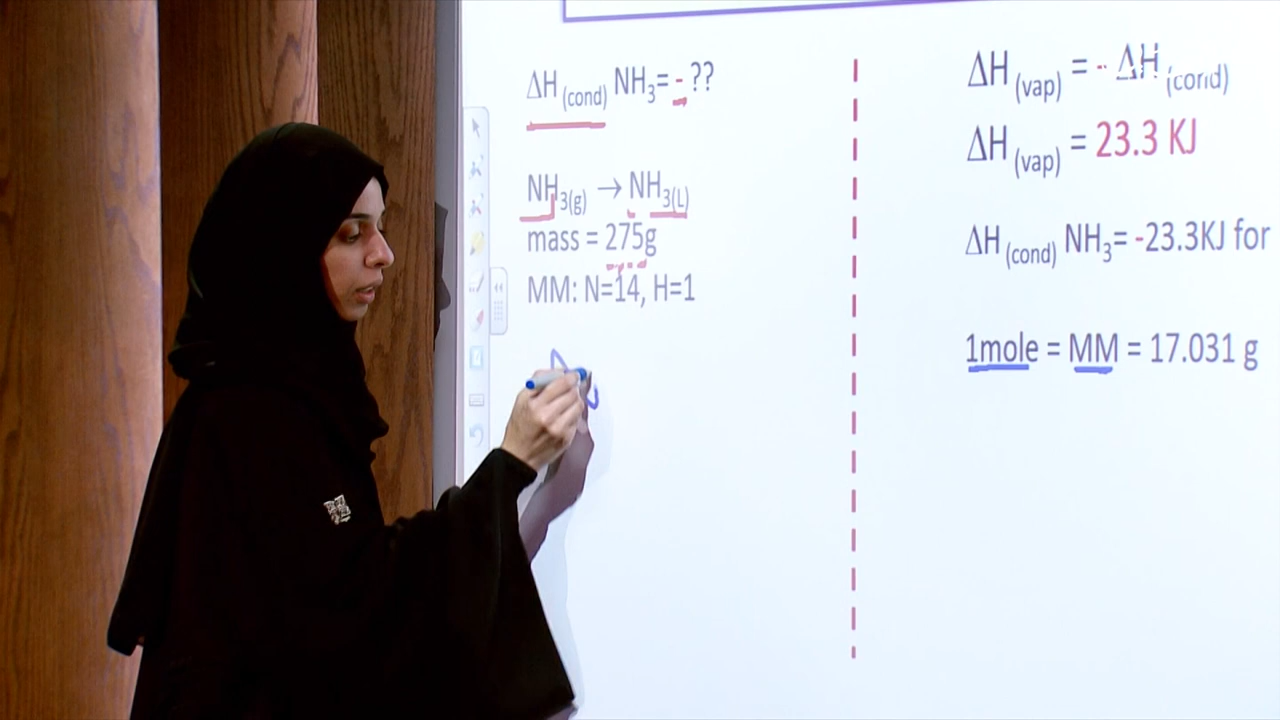 ΔH (cond) NH3= -??
NH3(g) → NH3(L)
mass = 275g
MM: N=14, H=1
ΔH (vap) = - ΔH (cond)
ΔH (vap) = 23.3 KJ
ΔH (cond) NH3= -23.3KJ for
1mole = MM = 17.031 g